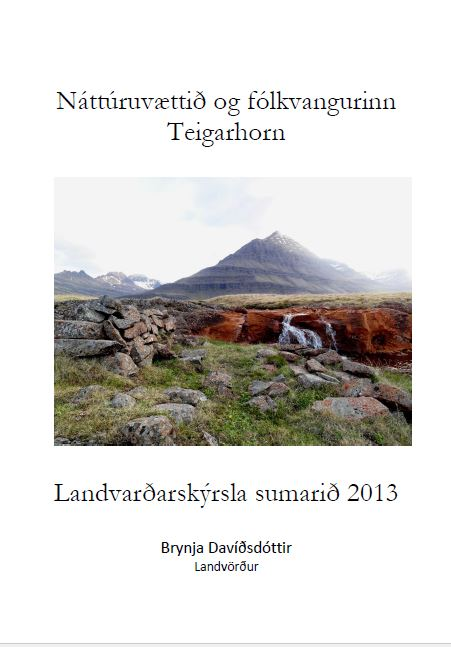 Náttúruvættið og fólkvangurinn
Teigarhorn
Landvarðarskýrsla sumarið 2013
Brynja Davíðsdóttir
Landvörður